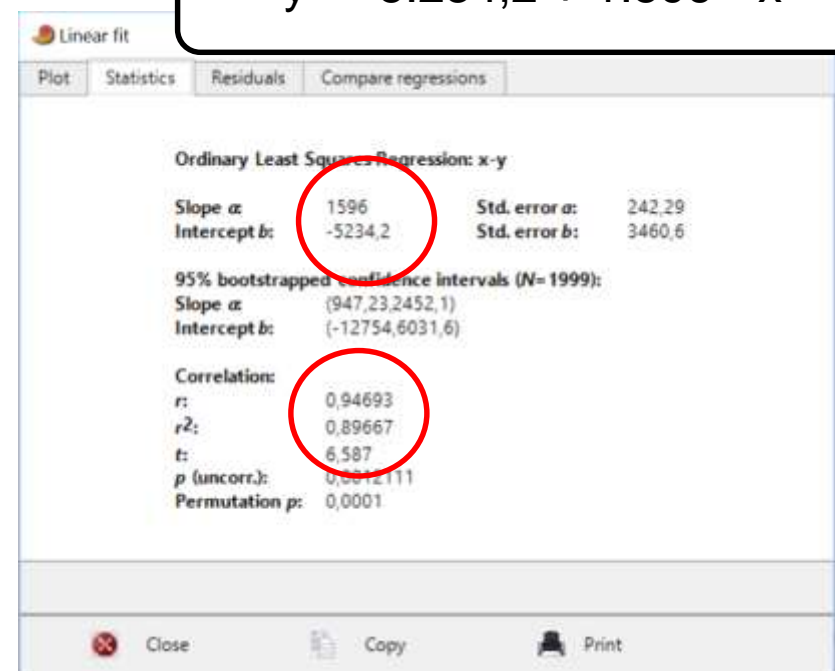 Linear fit
Plot Statistics Residuals Compare regressions
Ordinary Least Squares Regression: x-y
Slope a: 1596 Std. error a: 242,29
Intercept b: -5234,2 Std. error b: 3460,6
95% bootstrapped confidence intervals (N=1999):
Slope a: (947,23,2452,1)
Intercept b: (-12754,6031,6)
Correlation:
r: 0,94693
r2: 0,89667
t: 6,587
p (uncorr.): 0,0012111
Permutation p: 0,0001
Close Copy Print